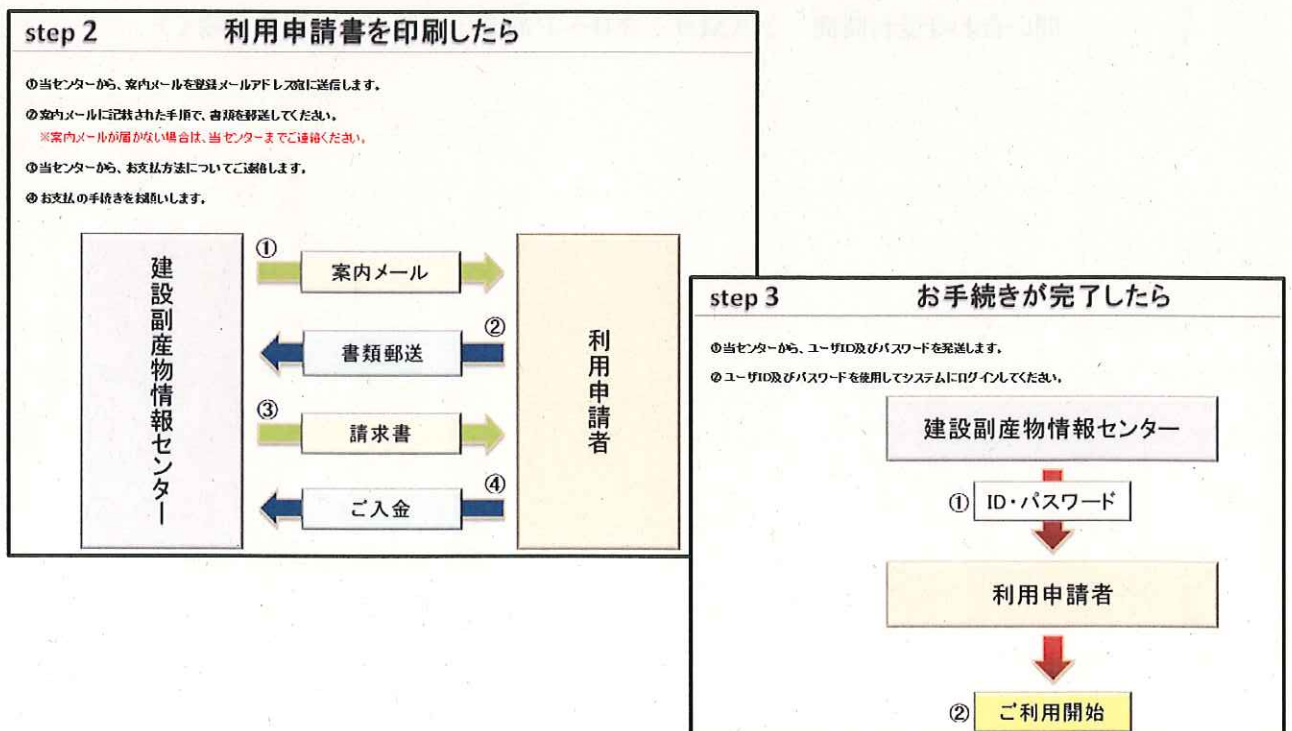 step 2 利用申請書を印刷したら
①当センターから、案内メールを登録メールアドレス宛に送信します。
②案内メールに記載された手順で、書類を郵送してください。
※案内メールが届かない場合は、当センターまでご連絡ください。
③当センターから、お支払方法についてご連絡します。
④お支払の手続きをお願いします。
建設副産物情報センター
①
案内メール
②
書類郵送
③
請求書
④
ご入金
利用申請者
step 3 お手続きが完了したら
①当センターから、ユーザID及びパスワードを発送します。
②ユーザID及びパスワードを使用してシステムにログインしてください。
建設副産物情報センター
① ID・パスワード
利用申請者
② ご利用開始